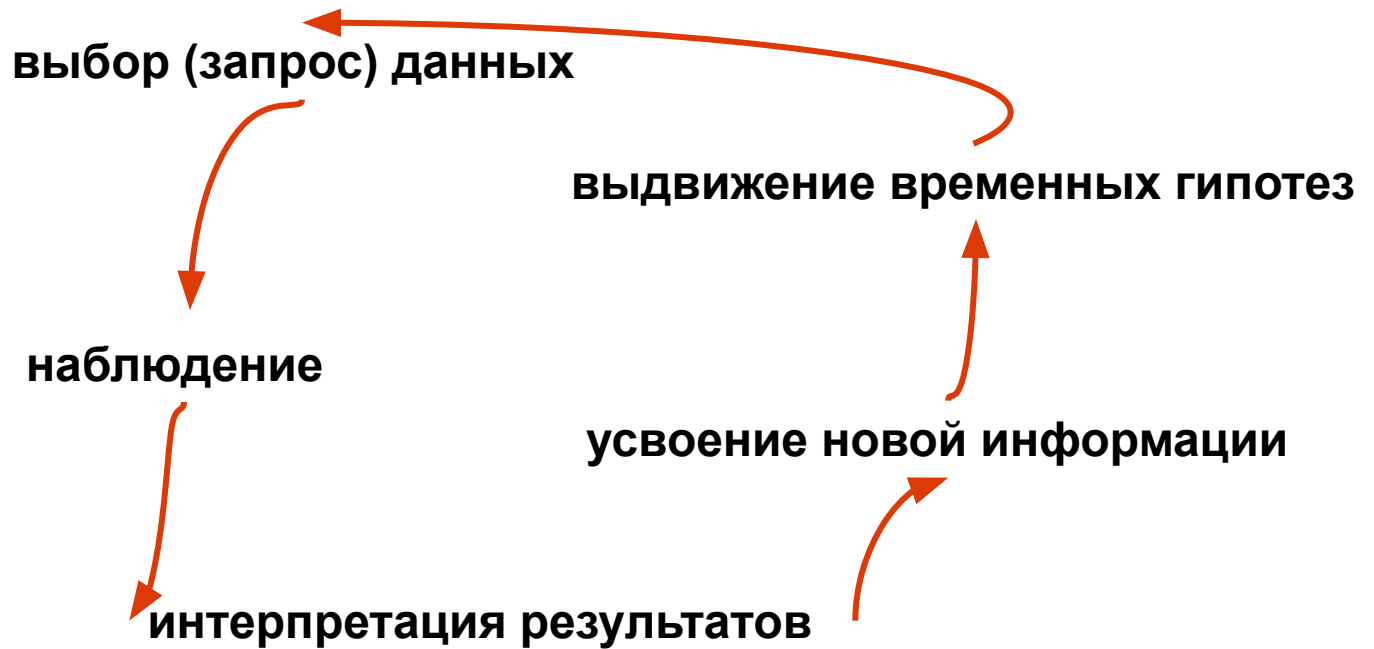 выбор (запрос) данных
выдвижение временных гипотез
наблюдение
усвоение новой информации
интерпретация результатов